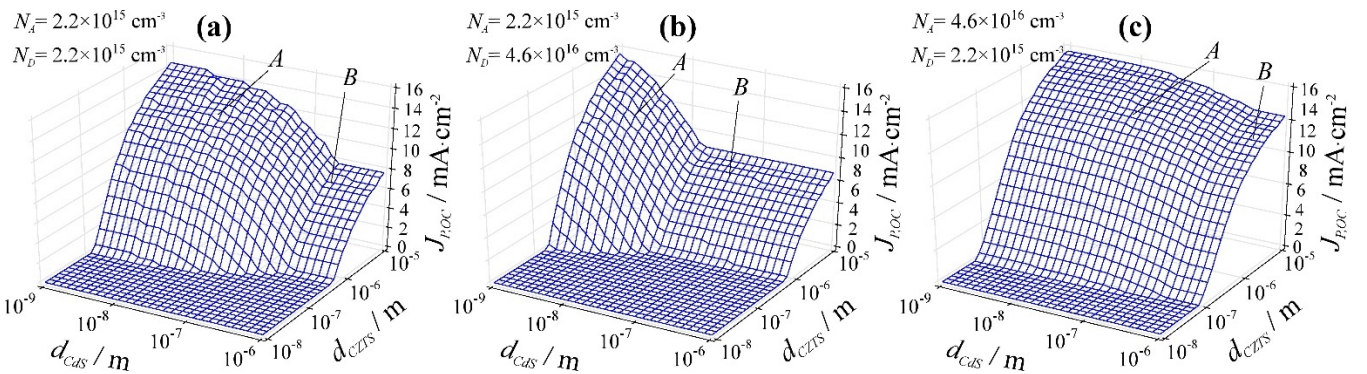 N_A = 2.2×10^15 cm^-3
(a)
N_D = 2.2×10^15 cm^-3
A
B
16
14
12
10
8
6
4
2
0
J_P,OC / mA·cm^-2
10^-5
10^-6
10^-7
10^-8
d_CZTS / m
10^-9
10^-8
10^-7
10^-6
d_CdS / m
N_A = 2.2×10^15 cm^-3
(b)
N_D = 4.6×10^16 cm^-3
A
B
16
14
12
10
8
6
4
2
0
J_P,OC / mA·cm^-2
10^-5
10^-6
10^-7
10^-8
d_CZTS / m
10^-9
10^-8
10^-7
10^-6
d_CdS / m
N_A = 4.6×10^16 cm^-3
(c)
N_D = 2.2×10^15 cm^-3
A
B
16
14
12
10
8
6
4
2
0
J_P,OC / mA·cm^-2
10^-5
10^-6
10^-7
10^-8
d_CZTS / m
10^-9
10^-8
10^-7
10^-6
d_CdS / m